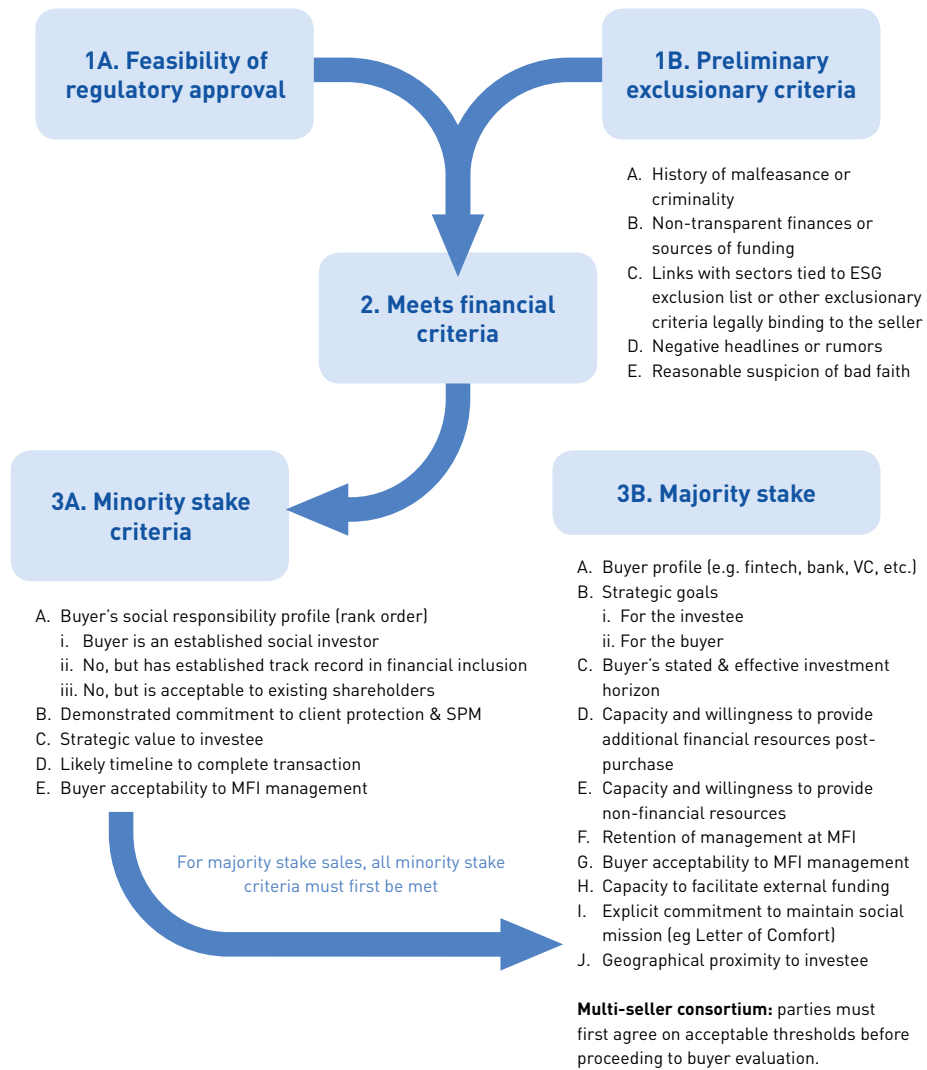 1A. Feasibility of
regulatory approval
1B. Preliminary
exclusionary criteria
A. History of malfeasance or
criminality
B. Non-transparent finances or
sources of funding
C. Links with sectors tied to ESG
exclusion list or other exclusionary
criteria legally binding to the seller
D. Negative headlines or rumors
E. Reasonable suspicion of bad faith
2. Meets financial
criteria
3A. Minority stake
criteria
A. Buyer's social responsibility profile (rank order)
i. Buyer is an established social investor
ii. No, but has established track record in financial inclusion
iii. No, but is acceptable to existing shareholders
B. Demonstrated commitment to client protection & SPM
C. Strategic value to investee
D. Likely timeline to complete transaction
E. Buyer acceptability to MFI management
For majority stake sales, all minority stake
criteria must first be met
3B. Majority stake
A. Buyer profile (e.g. fintech, bank, VC, etc.)
B. Strategic goals
i. For the investee
ii. For the buyer
C. Buyer's stated & effective investment
horizon
D. Capacity and willingness to provide
additional financial resources post-
purchase
E. Capacity and willingness to provide
non-financial resources
F. Retention of management at MFI
G. Buyer acceptability to MFI management
H. Capacity to facilitate external funding
I. Explicit commitment to maintain social
mission (eg Letter of Comfort)
J. Geographical proximity to investee
Multi-seller consortium: parties must
first agree on acceptable thresholds before
proceeding to buyer evaluation.